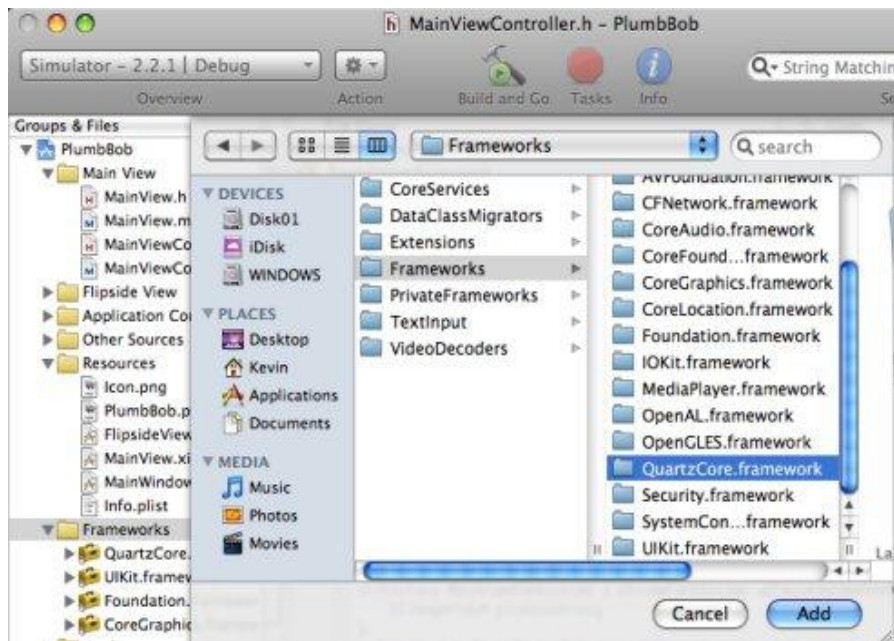 MainViewController.h – PlumbBob
Simulator – 2.2.1 | Debug
String Matchin
Overview
Action
Build and Go
Tasks
Info
Groups & Files
PlumbBob
Main View
MainView.h
MainView.m
MainViewCo
MainViewCo
Flipside View
Application Co
Other Sources
Resources
Icon.png
PlumbBob.p
FlipsideView
MainView.xi
MainWindow
Info.plist
Frameworks
QuartzCore.
UIKit.framew
Foundation.
CoreGraphic
Frameworks
search
DEVICES
Disk01
iDisk
WINDOWS
PLACES
Desktop
Kevin
Applications
Documents
MEDIA
Music
Photos
Movies
CoreServices
DataClassMigrators
Extensions
Frameworks
PrivateFrameworks
TextInput
VideoDecoders
AVFoundation.framework
CFNetwork.framework
CoreAudio.framework
CoreFound...framework
CoreGraphics.framework
CoreLocation.framework
Foundation.framework
IOKit.framework
MediaPlayer.framework
OpenAL.framework
OpenGLES.framework
QuartzCore.framework
Security.framework
SystemCon...framework
UIKit.framework
Cancel
Add